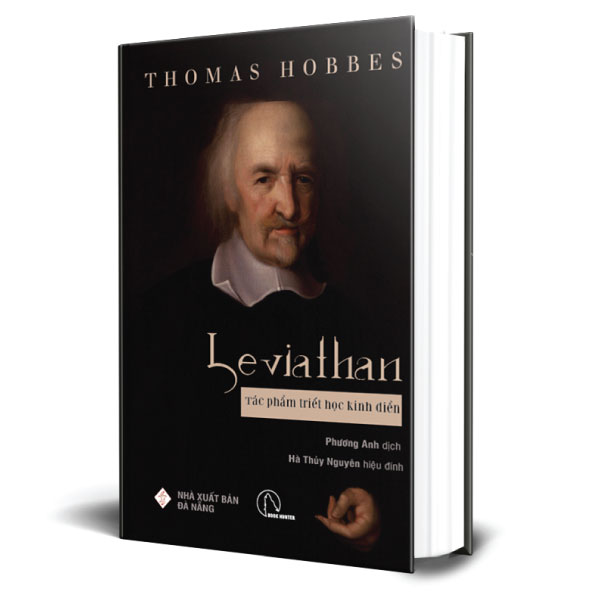 THOMAS HOBBES
Leviathan
Tác phẩm triết học kinh điển
Phương Anh dịch
Hà Thủy Nguyên hiệu đính
NHÀ XUẤT BẢN
ĐÀ NẴNG
BOOK HUNTER